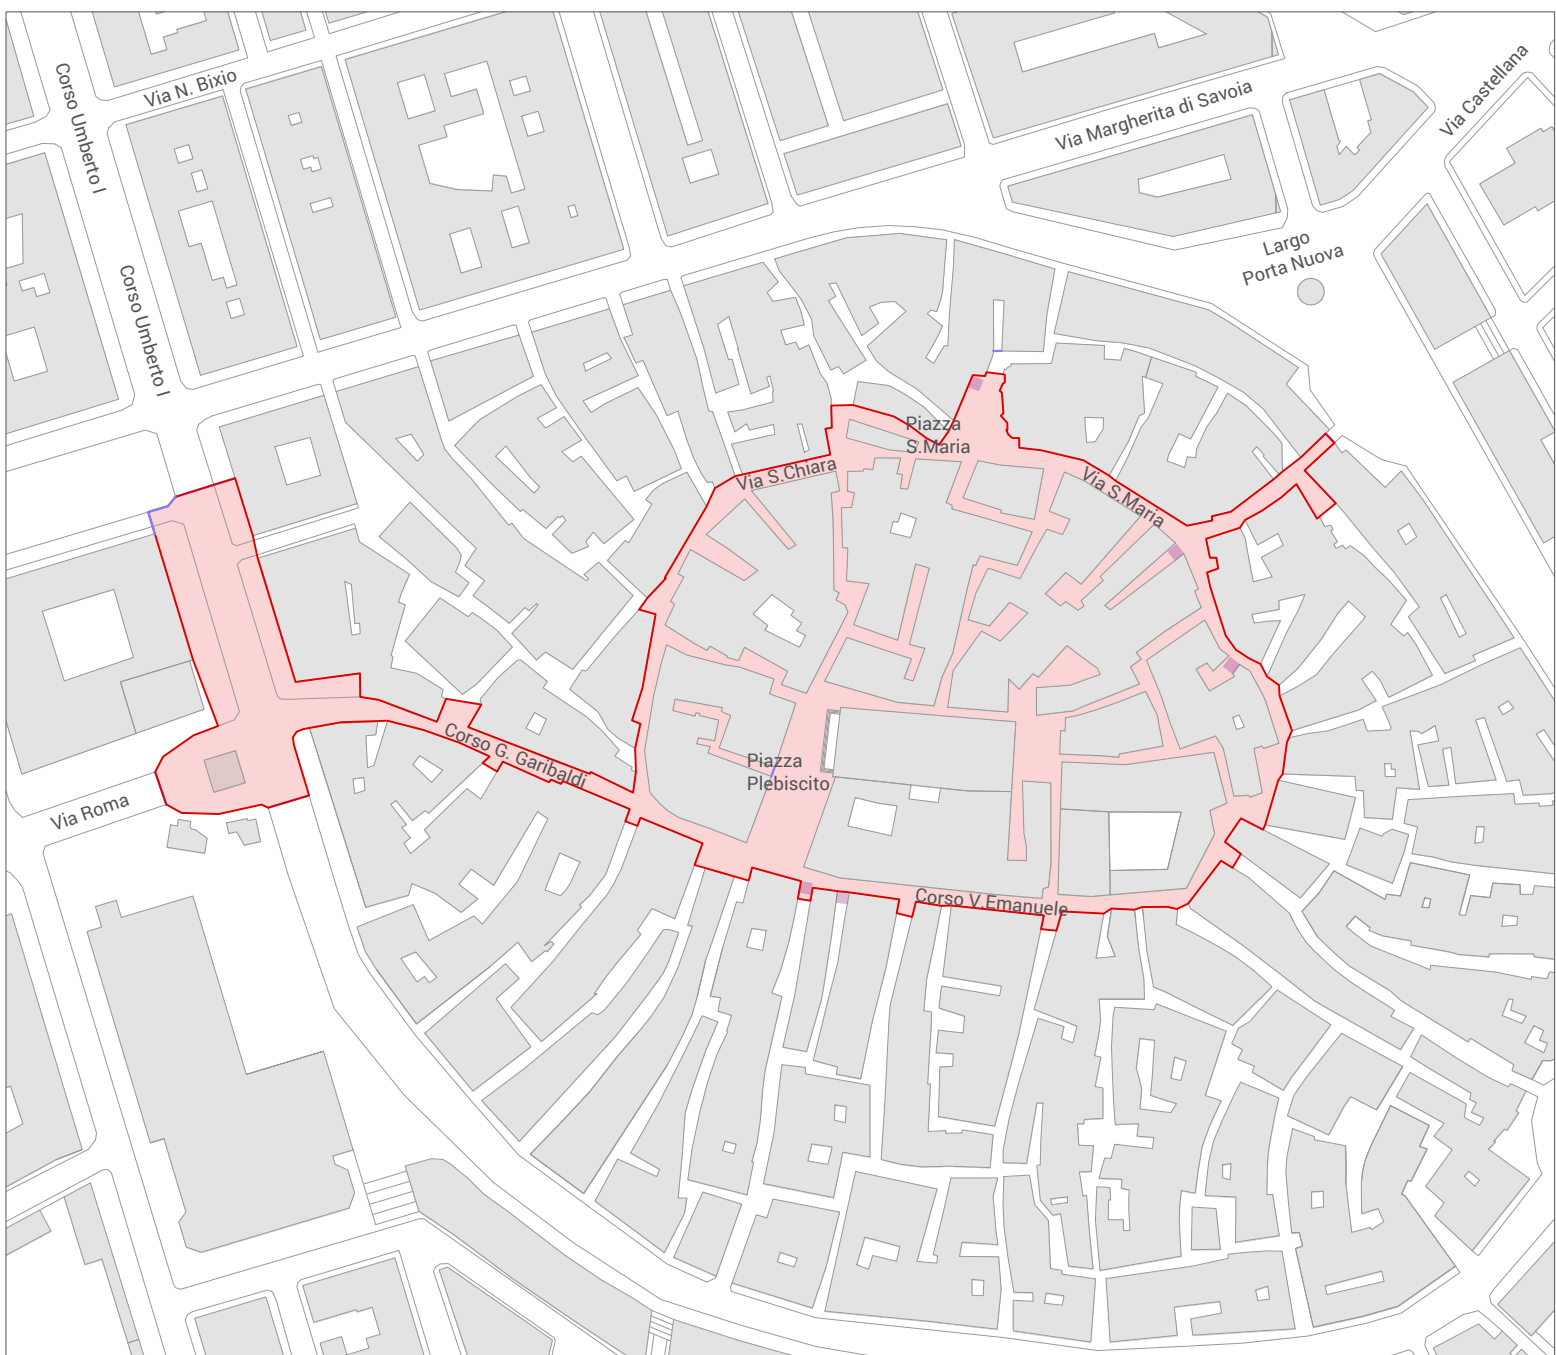 Via N. Bixio
Corso Umberto I
Corso Umberto I
Via Margherita di Savoia
Via Castellana
Largo
Porta Nuova
Piazza
S.Maria
Via S.Chiara
Via S.Maria
Corso G. Garibaldi
Piazza
Plebiscito
Via Roma
Corso V.Emanuele